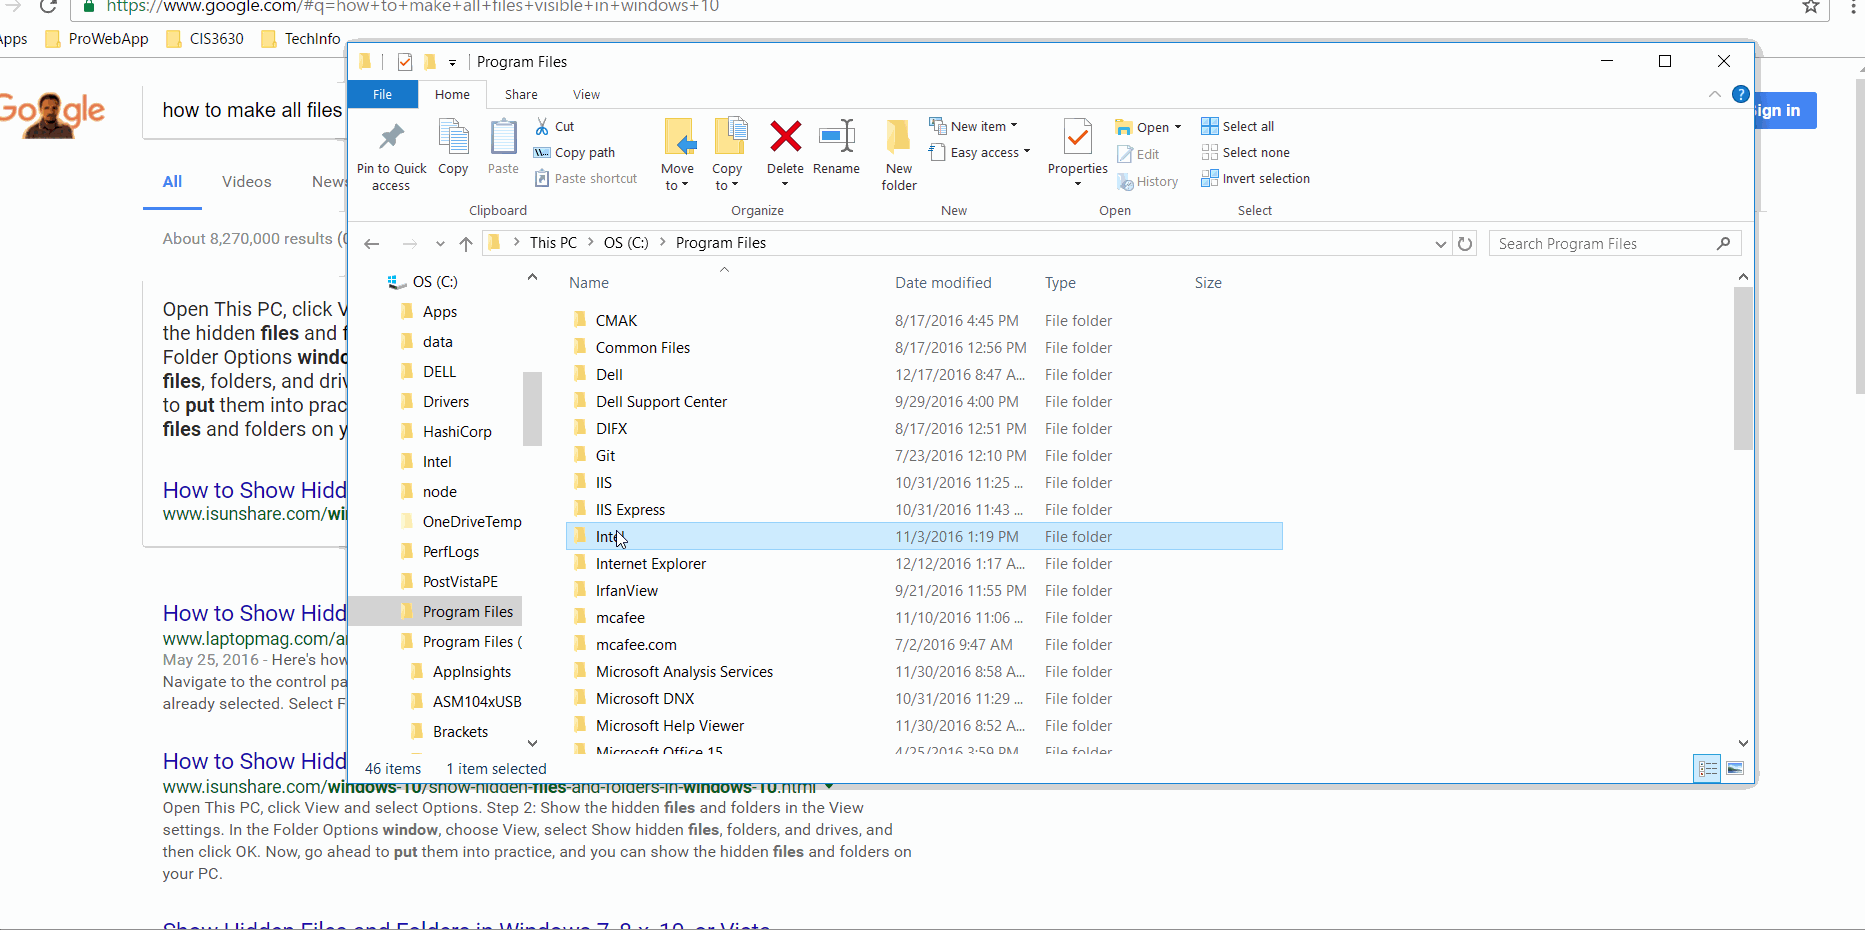 https://www.google.com/#q=how+to+make+all+files+visible+in+windows+10
Apps ProWebApp CIS3630 TechInfo
Google
how to make all files
Sign in
All Videos News
About 8,270,000 results (
Open This PC, click V
the hidden files and f
Folder Options windo
files, folders, and driv
to put them into prac
files and folders on y
How to Show Hidd
www.isunshare.com/wi
How to Show Hidd
www.laptopmag.com/ar
May 25, 2016 - Here's how
Navigate to the control pa
already selected. Select F
How to Show Hidd
www.isunshare.com/windows-10/show-hidden-files-and-folders-in-windows-10.html
Open This PC, click View and select Options. Step 2: Show the hidden files and folders in the View
settings. In the Folder Options window, choose View, select Show hidden files, folders, and drives, and
then click OK. Now, go ahead to put them into practice, and you can show the hidden files and folders on
your PC.
Show Hidden Files and Folders in Windows 7, 8.x, 10, or Vista
Program Files
File Home Share View
?
Pin to Quick access
Copy
Paste
Cut
Copy path
Paste shortcut
Clipboard
Move to
Copy to
Delete
Rename
Organize
New folder
New item
Easy access
New
Properties
Open
Edit
History
Open
Select all
Select none
Invert selection
Select
This PC > OS (C:) > Program Files
Search Program Files
OS (C:)
Apps
data
DELL
Drivers
HashiCorp
Intel
node
OneDriveTemp
PerfLogs
PostVistaPE
Program Files
Program Files (
AppInsights
ASM104xUSB
Brackets
Name Date modified Type Size
CMAK 8/17/2016 4:45 PM File folder
Common Files 8/17/2016 12:56 PM File folder
Dell 12/17/2016 8:47 A... File folder
Dell Support Center 9/29/2016 4:00 PM File folder
DIFX 8/17/2016 12:51 PM File folder
Git 7/23/2016 12:10 PM File folder
IIS 10/31/2016 11:25 ... File folder
IIS Express 10/31/2016 11:43 ... File folder
Intel 11/3/2016 1:19 PM File folder
Internet Explorer 12/12/2016 1:17 A... File folder
IrfanView 9/21/2016 11:55 PM File folder
mcafee 11/10/2016 11:06 ... File folder
mcafee.com 7/2/2016 9:47 AM File folder
Microsoft Analysis Services 11/30/2016 8:58 A... File folder
Microsoft DNX 10/31/2016 11:29 ... File folder
Microsoft Help Viewer 11/30/2016 8:52 A... File folder
Microsoft Office 15 4/25/2016 3:59 PM File folder
46 items 1 item selected